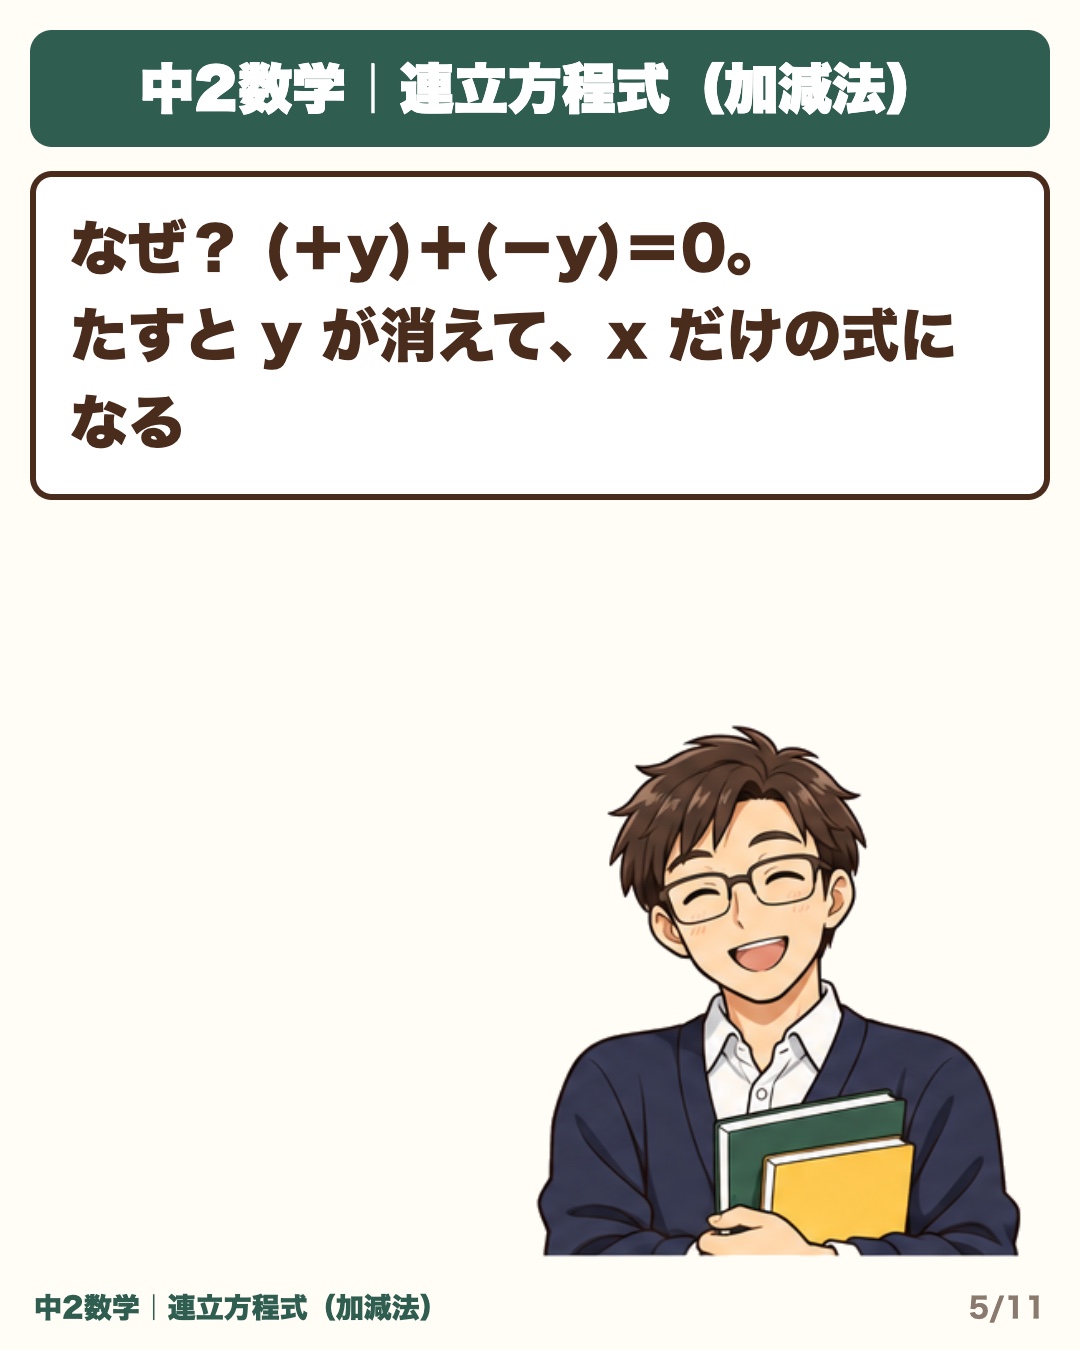 中2数学｜連立方程式（加減法）
なぜ？ (＋y)＋(－y)＝0。
たすと y が消えて、x だけの式に
なる
中2数学｜連立方程式（加減法）
5/11